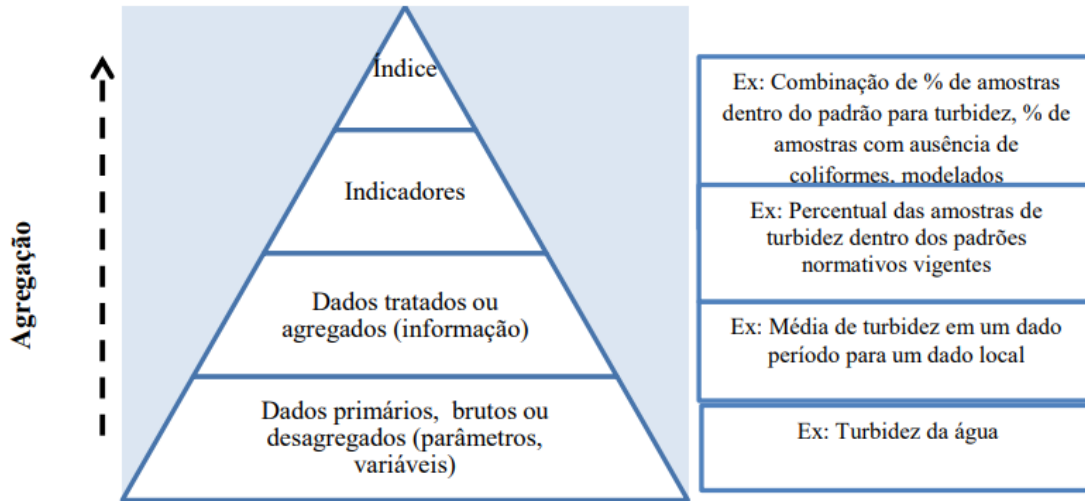 Agregação
Índice
Indicadores
Dados tratados ou
agregados (informação)
Dados primários, brutos ou
desagregados (parâmetros,
variáveis)
Ex: Combinação de % de amostras
dentro do padrão para turbidez, % de
amostras com ausência de
coliformes, modelados
Ex: Percentual das amostras de
turbidez dentro dos padrões
normativos vigentes
Ex: Média de turbidez em um dado
período para um dado local
Ex: Turbidez da água